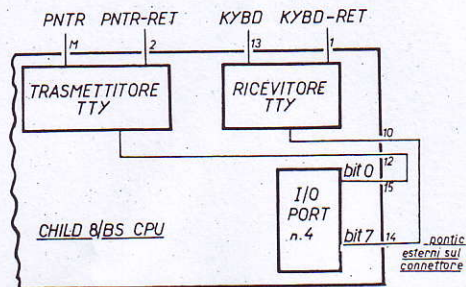 PNTR PNTR-RET KYBD KYBD-RET
M 2 13 1
TRASMETTITORE TTY
RICEVITORE TTY
10
12
bit 0
15
I/O PORT n.4
CHILD 8/BS CPU
bit 7
14
pontic
esterni sul
connettore